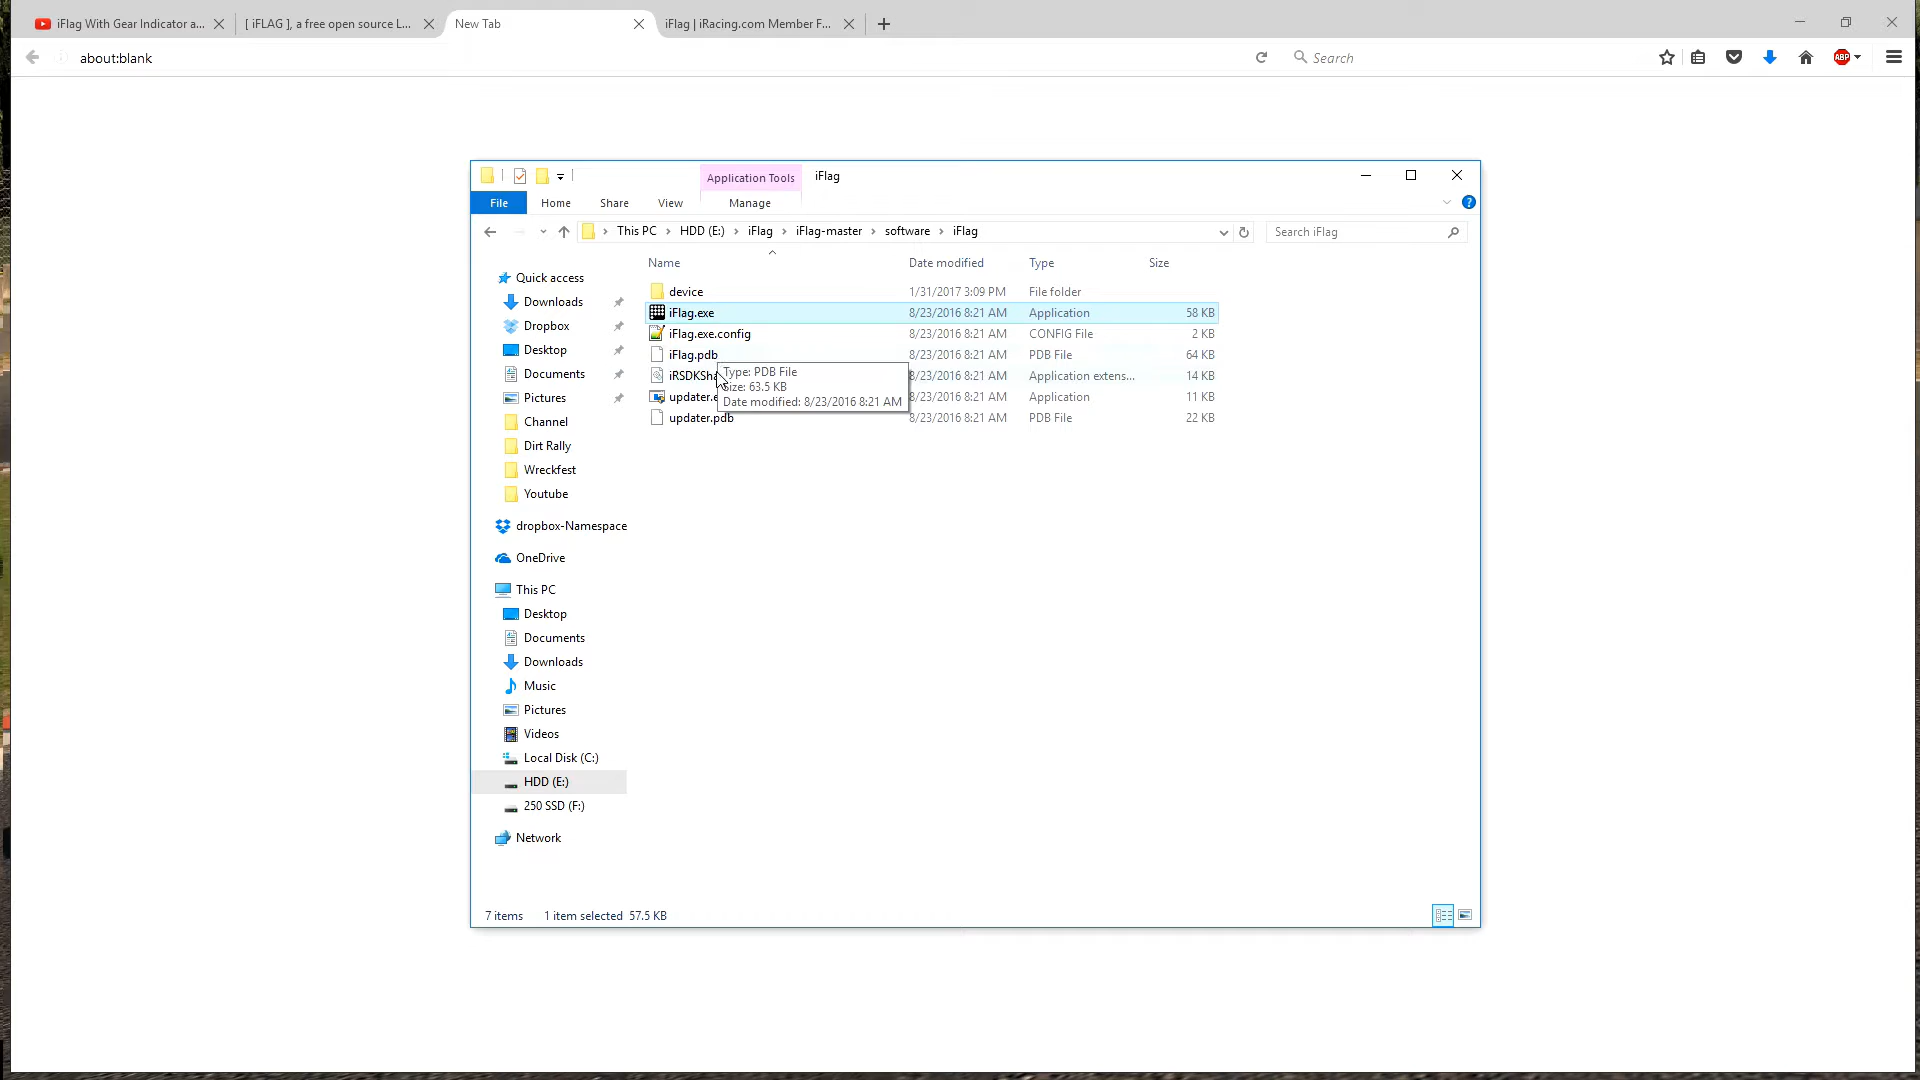 iFlag With Gear Indicator a...
[ iFLAG ], a free open source L...
New Tab
iFlag | iRacing.com Member F...
about:blank
Search
ABP
Application Tools
iFlag
File
Home
Share
View
Manage
This PC
HDD (E:)
iFlag
iFlag-master
software
iFlag
Search iFlag
Name
Date modified
Type
Size
Quick access
Downloads
Dropbox
Desktop
Documents
Pictures
Channel
Dirt Rally
Wreckfest
Youtube
dropbox-Namespace
OneDrive
This PC
Desktop
Documents
Downloads
Music
Pictures
Videos
Local Disk (C:)
HDD (E:)
250 SSD (F:)
Network
device 1/31/2017 3:09 PM File folder
iFlag.exe 8/23/2016 8:21 AM Application 58 KB
iFlag.exe.config 8/23/2016 8:21 AM CONFIG File 2 KB
iFlag.pdb 8/23/2016 8:21 AM PDB File 64 KB
iRSDKSha 8/23/2016 8:21 AM Application extens... 14 KB
updater.e 8/23/2016 8:21 AM Application 11 KB
updater.pdb 8/23/2016 8:21 AM PDB File 22 KB
Type: PDB File
Size: 63.5 KB
Date modified: 8/23/2016 8:21 AM
7 items
1 item selected 57.5 KB